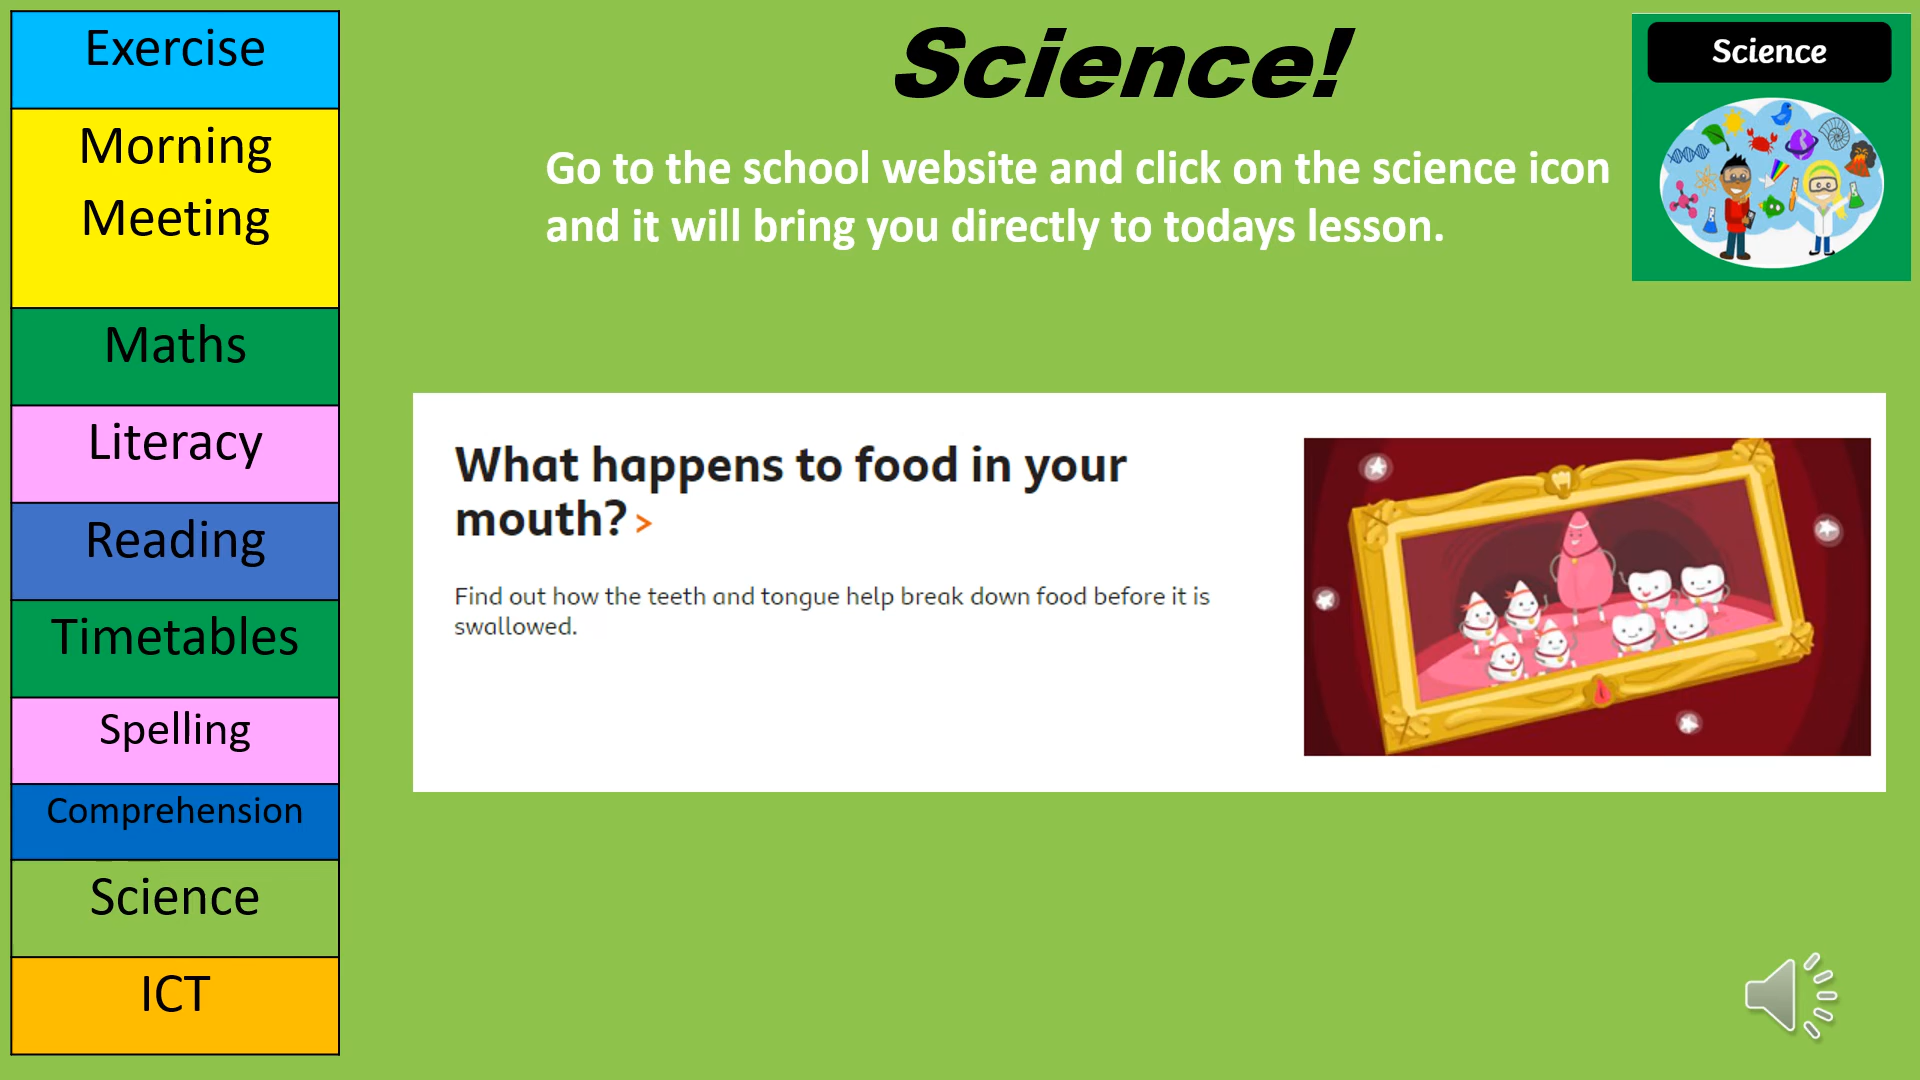 Exercise
Morning
Meeting
Maths
Literacy
Reading
Timetables
Spelling
Comprehension
Science
ICT
Science!
Go to the school website and click on the science icon
and it will bring you directly to todays lesson.
Science
What happens to food in your
mouth? >
Find out how the teeth and tongue help break down food before it is
swallowed.